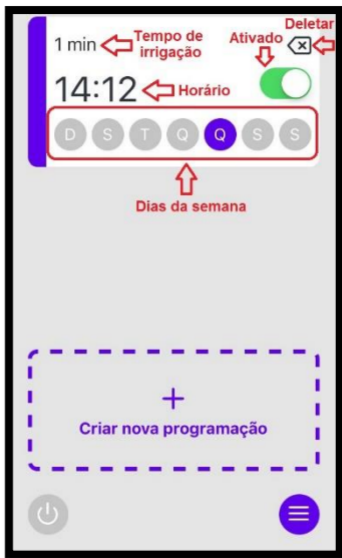 Deletar
1 min
Tempo de
irrigação
Ativado
14:12
Horário
D S T Q Q S S
Dias da semana
+
Criar nova programação